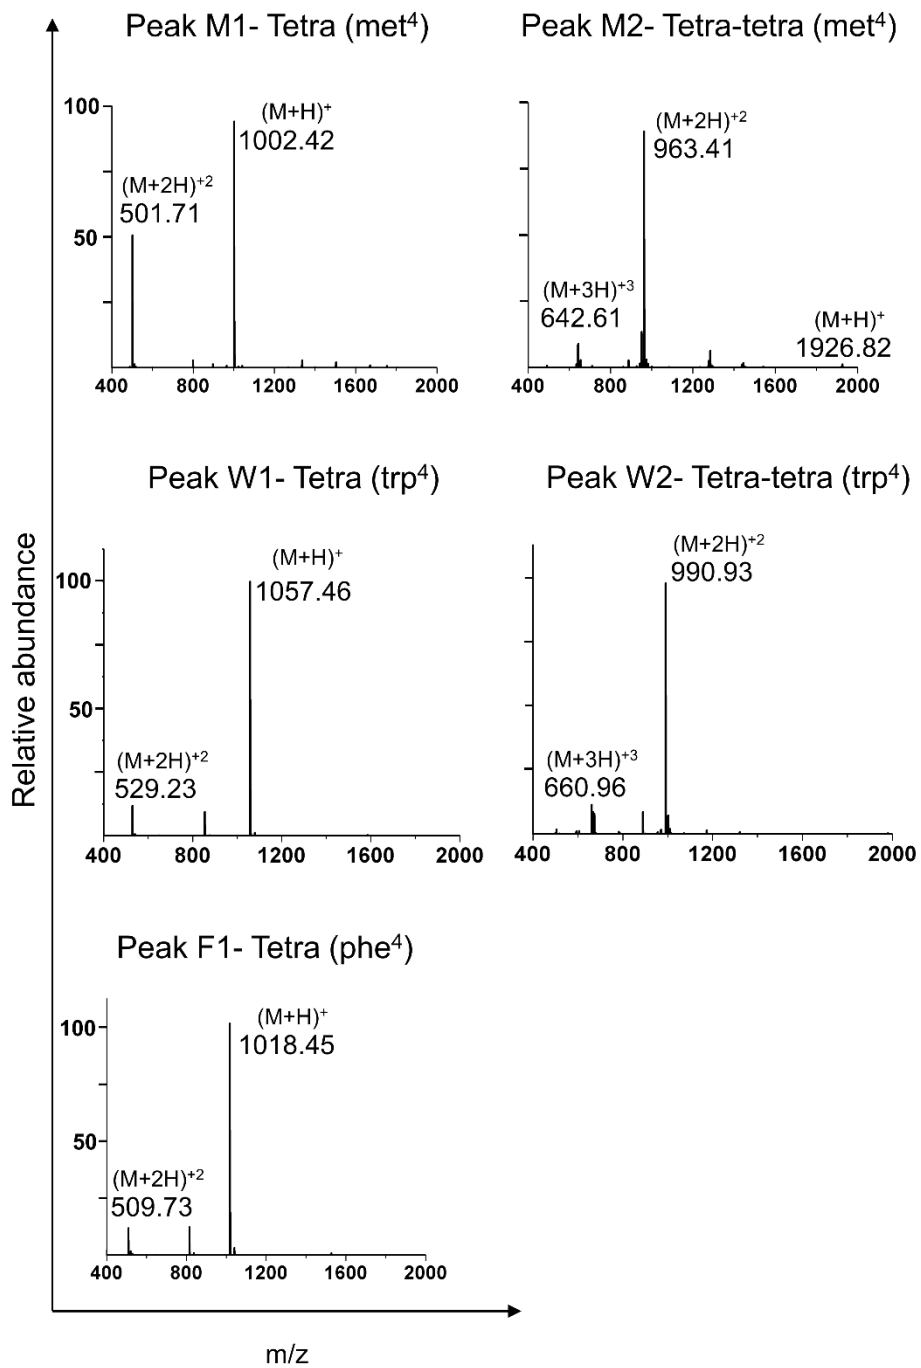 Peak M1- Tetra (met⁴)
100
50
(M+2H)⁺²
501.71
(M+H)⁺
1002.42
400 800 1200 1600 2000
Peak M2- Tetra-tetra (met⁴)
(M+2H)⁺²
963.41
(M+3H)⁺³
642.61
(M+H)⁺
1926.82
400 800 1200 1600 2000
Relative abundance
Peak W1- Tetra (trp⁴)
100
50
(M+H)⁺
1057.46
(M+2H)⁺²
529.23
400 800 1200 1600 2000
Peak W2- Tetra-tetra (trp⁴)
(M+2H)⁺²
990.93
(M+3H)⁺³
660.96
400 800 1200 1600 2000
Peak F1- Tetra (phe⁴)
100
50
(M+H)⁺
1018.45
(M+2H)⁺²
509.73
400 800 1200 1600 2000
m/z